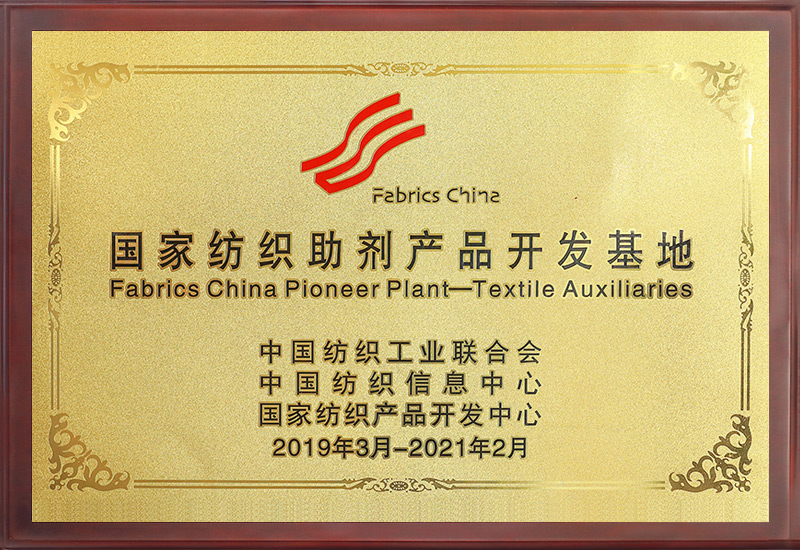 Fabrics China
国家纺织助剂产品开发基地
Fabrics China Pioneer Plant—Textile Auxiliaries
中国纺织工业联合会
中国纺织信息中心
国家纺织产品开发中心
2019年3月-2021年2月